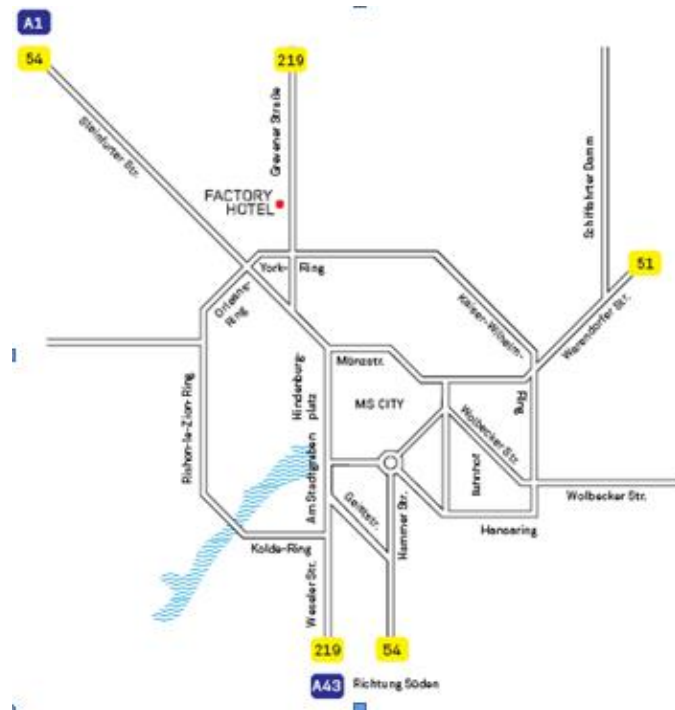 A1
54
219
Steinfurter Str.
Grevener Straße
Schiffahrter Damm
FACTORY
HOTEL
51
York-
Ring
Orleans-
Ring
Kaiser-Wilhelm-
Ring
Warendorfer Str.
Münzstr.
Hindenburg-
platz
MS CITY
Rishon-le-Zion-Ring
Wolbecker Str.
Am Stadtgraben
Bahnhof
Geiststr.
Hammer Str.
Wolbecker Str.
Hansaring
Kolde-Ring
Weseler Str.
219
54
A43
Richtung Süden